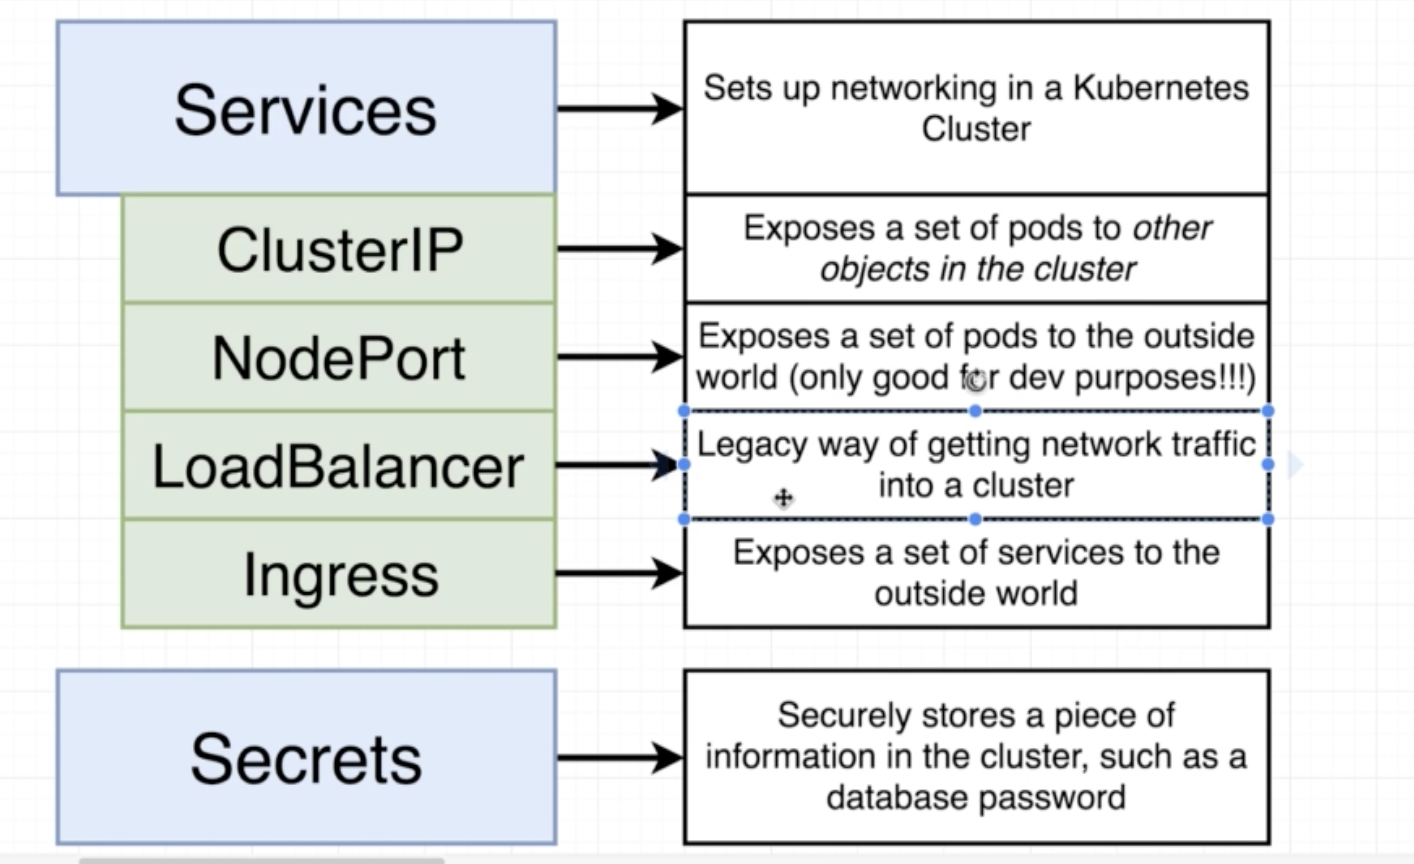 Services
Sets up networking in a Kubernetes
Cluster
ClusterIP
Exposes a set of pods to other
objects in the cluster
NodePort
Exposes a set of pods to the outside
world (only good for dev purposes!!!)
LoadBalancer
Legacy way of getting network traffic
into a cluster
Ingress
Exposes a set of services to the
outside world
Secrets
Securely stores a piece of
information in the cluster, such as a
database password